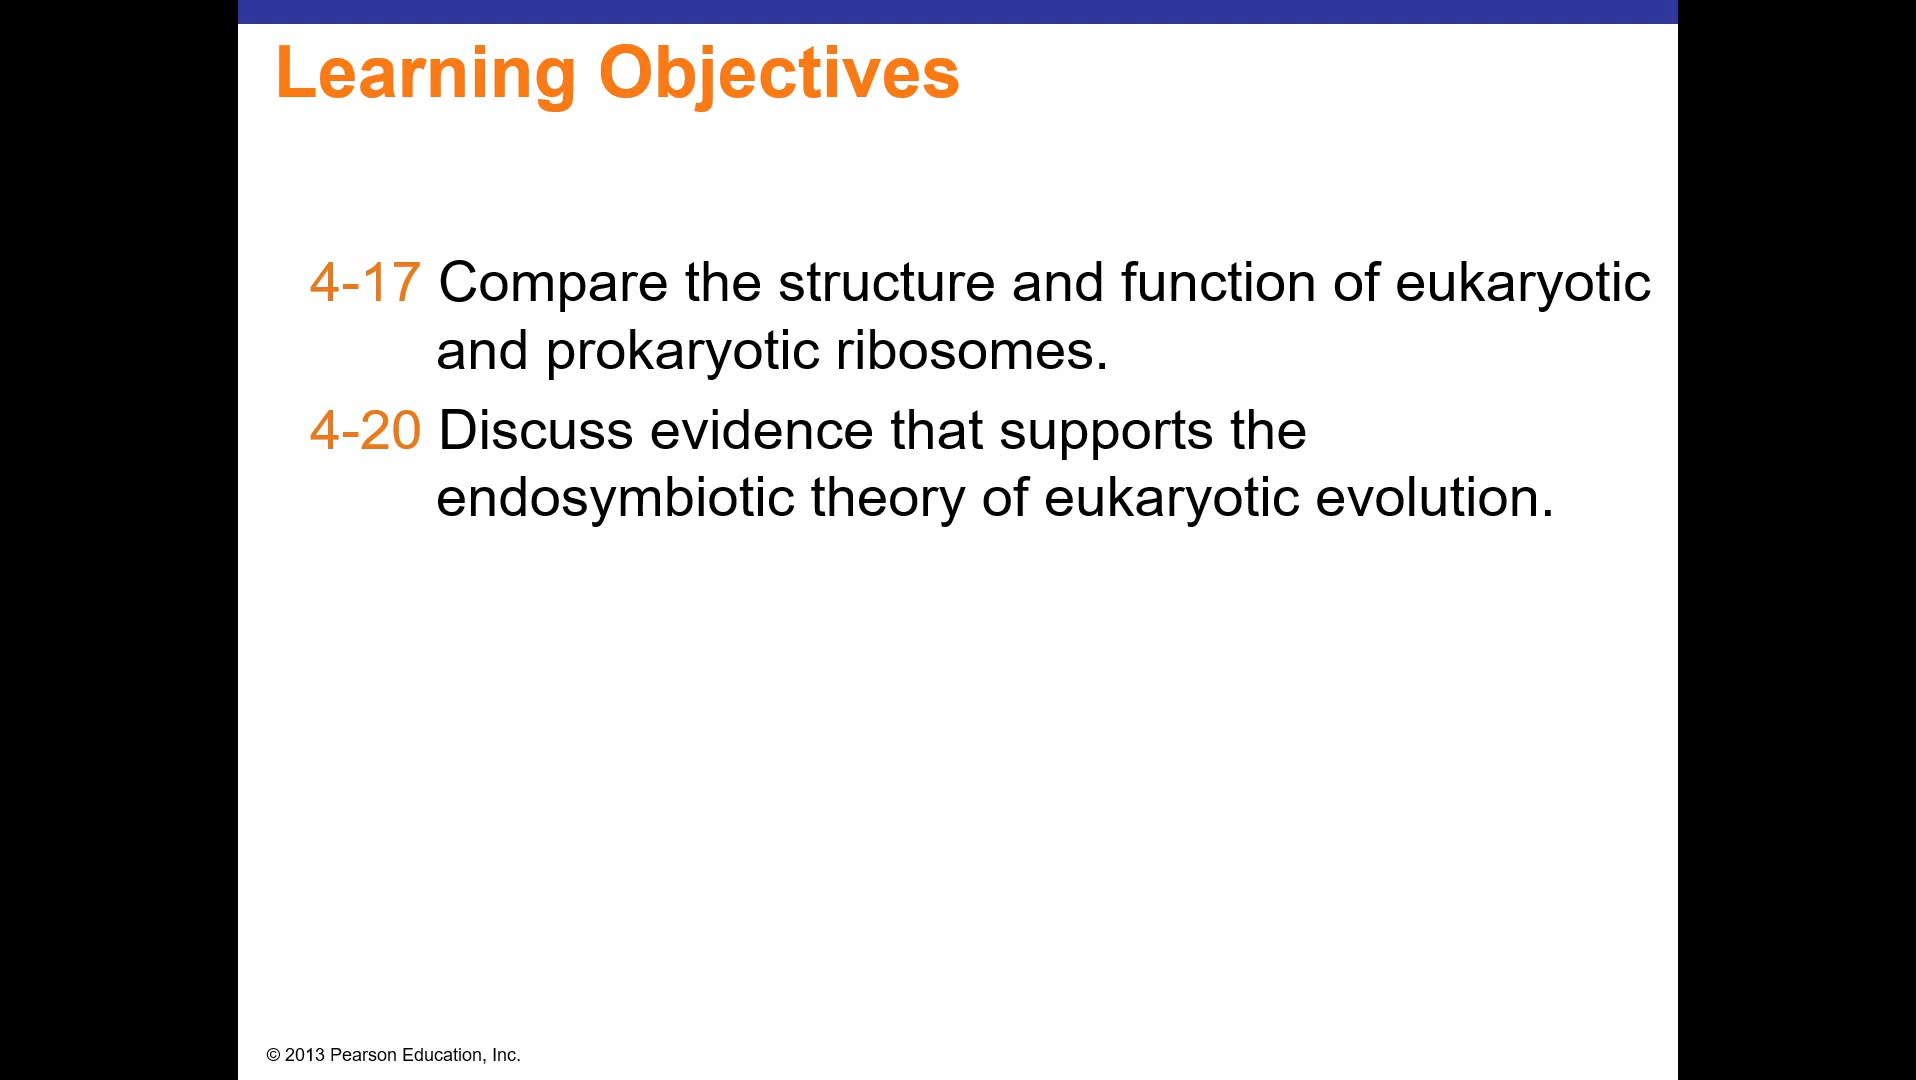 Learning Objectives
4-17 Compare the structure and function of eukaryotic
and prokaryotic ribosomes.
4-20 Discuss evidence that supports the
endosymbiotic theory of eukaryotic evolution.
© 2013 Pearson Education, Inc.